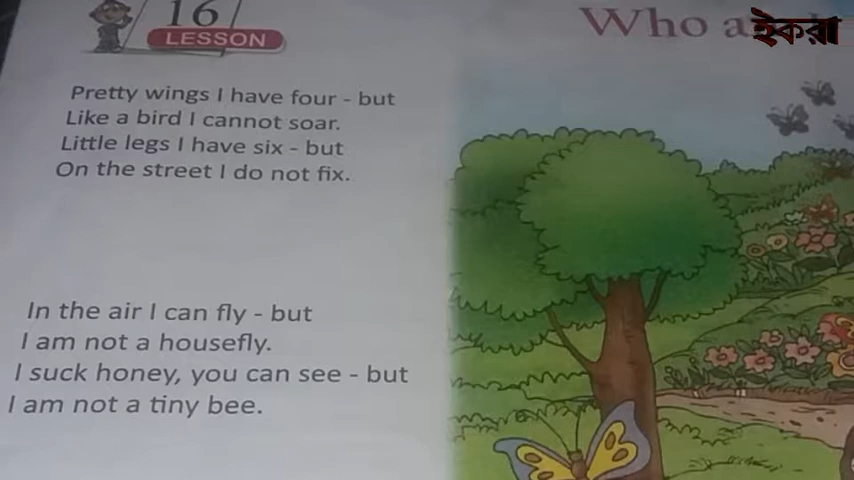 16
LESSON
Who
ইকরা
Pretty wings I have four - but
Like a bird I cannot soar.
Little legs I have six - but
On the street I do not fix.
In the air I can fly - but
I am not a housefly.
I suck honey, you can see - but
I am not a tiny bee.